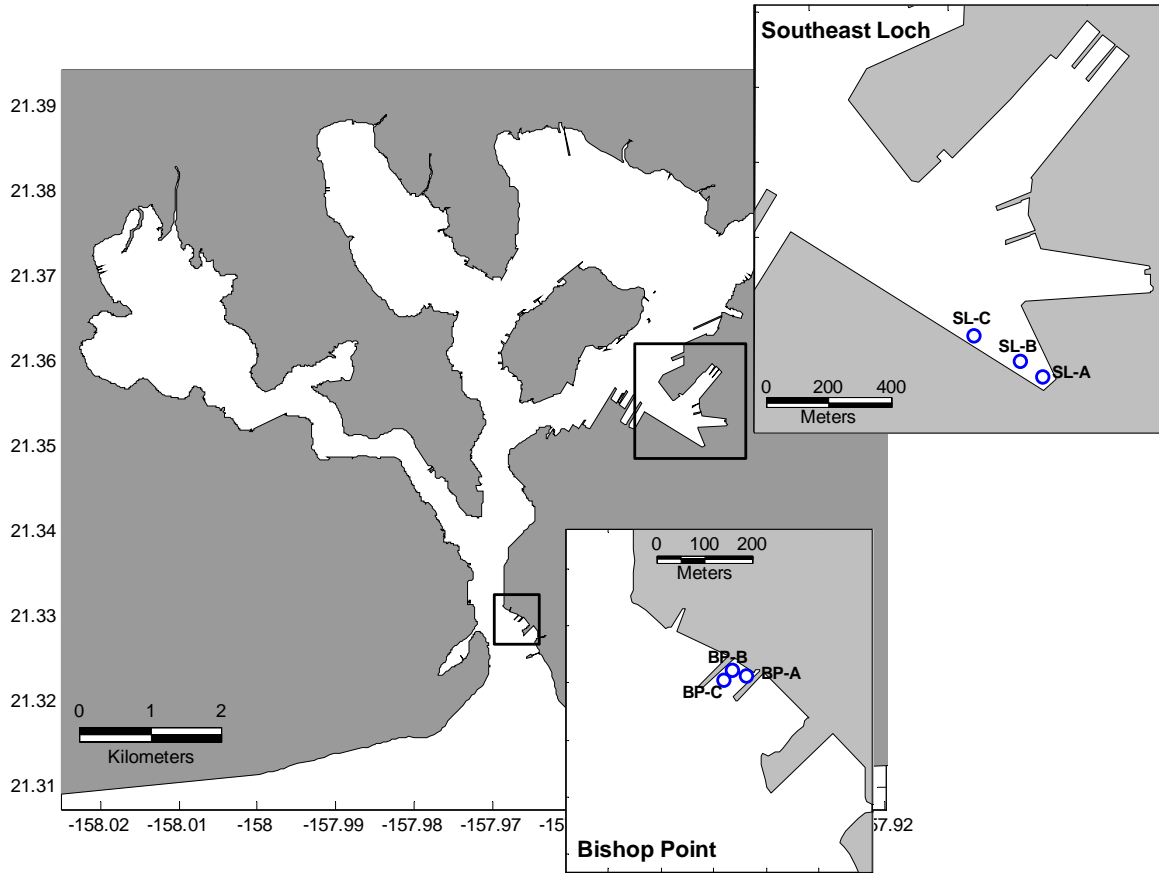 Southeast Loch
SL-C
SL-B
SL-A
0 200 400
Meters
21.39
21.38
21.37
21.36
21.35
21.34
21.33
21.32
21.31
0 1 2
Kilometers
0 100 200
Meters
BP-B
BP-A
BP-C
Bishop Point
-158.02 -158.01 -158 -157.99 -157.98 -157.97 -15 57.92